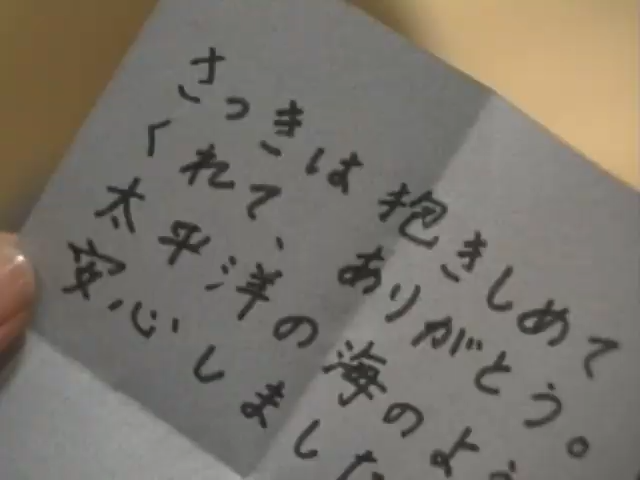 さっきは抱きしめて
くれて、ありがとう。
太平洋の海のよう
安心しました